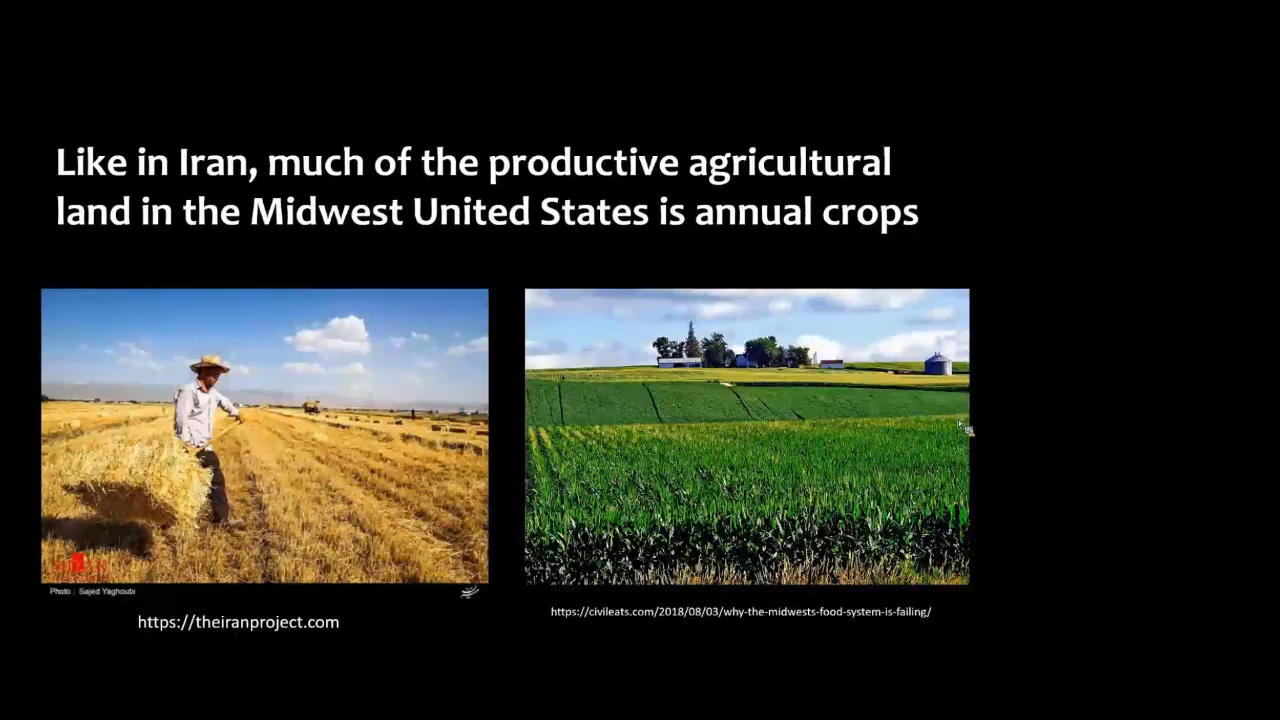 Like in Iran, much of the productive agricultural
land in the Midwest United States is annual crops
Photo : Sajed Yaghoubi
https://theiranproject.com
https://civileats.com/2018/08/03/why-the-midwests-food-system-is-failing/